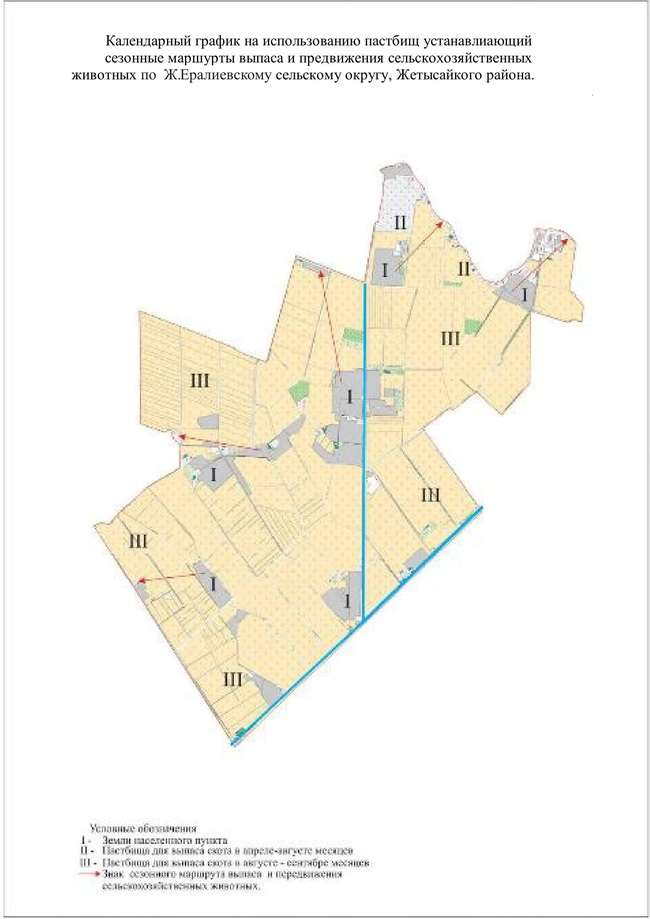 Календарный график на использованию пастбищ устанавлиающий
сезонные маршурты выпаса и предвижения сельскохозяйственных
животных по Ж.Ералиевскому сельскому округу, Жетысайкого района.
II
I
II
I
III
I
III
I
III
III
I
I
III
Условные обозначения
I - Земли населенного пункта
II - Пастбища для выпаса скота в апреле-августе месяцев
III - Пастбища для выпаса скота в августе - сентябре месяцев
Знак сезонного маршрута выпаса и передвижения
сельскохозяйственных животных.